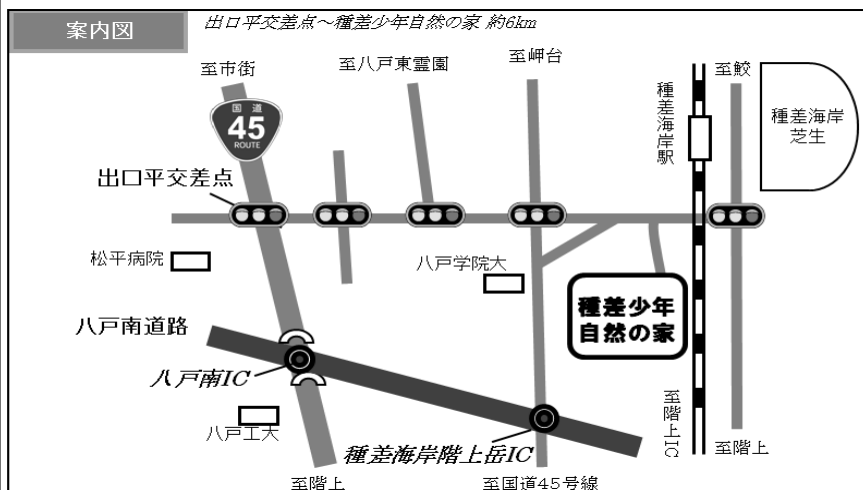 案内図
出口平交差点～種差少年自然の家 約6km
至市街
至八戸東霊園
至岬台
至鮫
国道
45
ROUTE
種差海岸駅
種差海岸
芝生
出口平交差点
松平病院
八戸学院大
種差少年
自然の家
八戸南道路
八戸南IC
八戸工大
種差海岸階上岳IC
至階上IC
至階上
至階上
至国道45号線